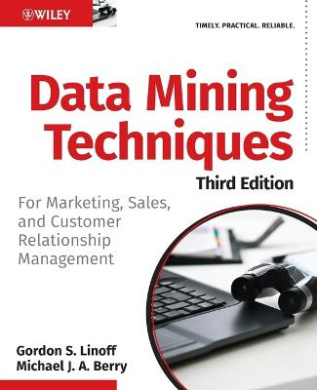 WILEY
TIMELY. PRACTICAL. RELIABLE.
Data Mining
Techniques
Third Edition
For Marketing, Sales,
and Customer
Relationship
Management
Gordon S. Linoff
Michael J. A. Berry